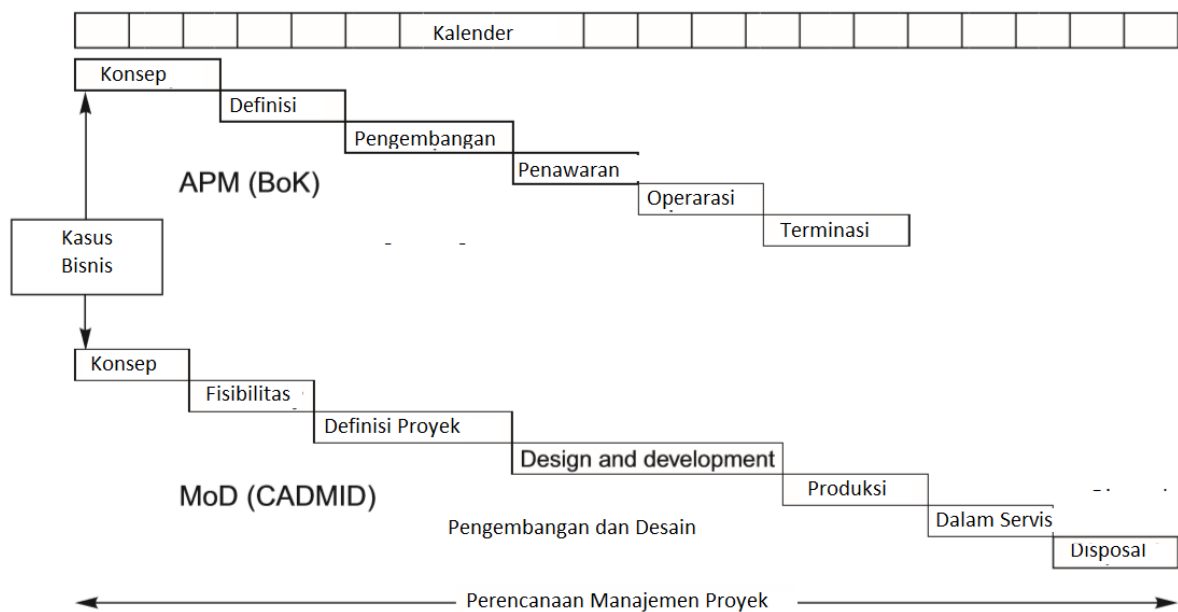 Kalender
Konsep
Definisi
Pengembangan
Penawaran
APM (BoK)
Operarasi
Terminasi
Kasus
Bisnis
Konsep
Fisibilitas
Definisi Proyek
Design and development
Produksi
MoD (CADMID)
Dalam Servis
Pengembangan dan Desain
Disposal
Perencanaan Manajemen Proyek